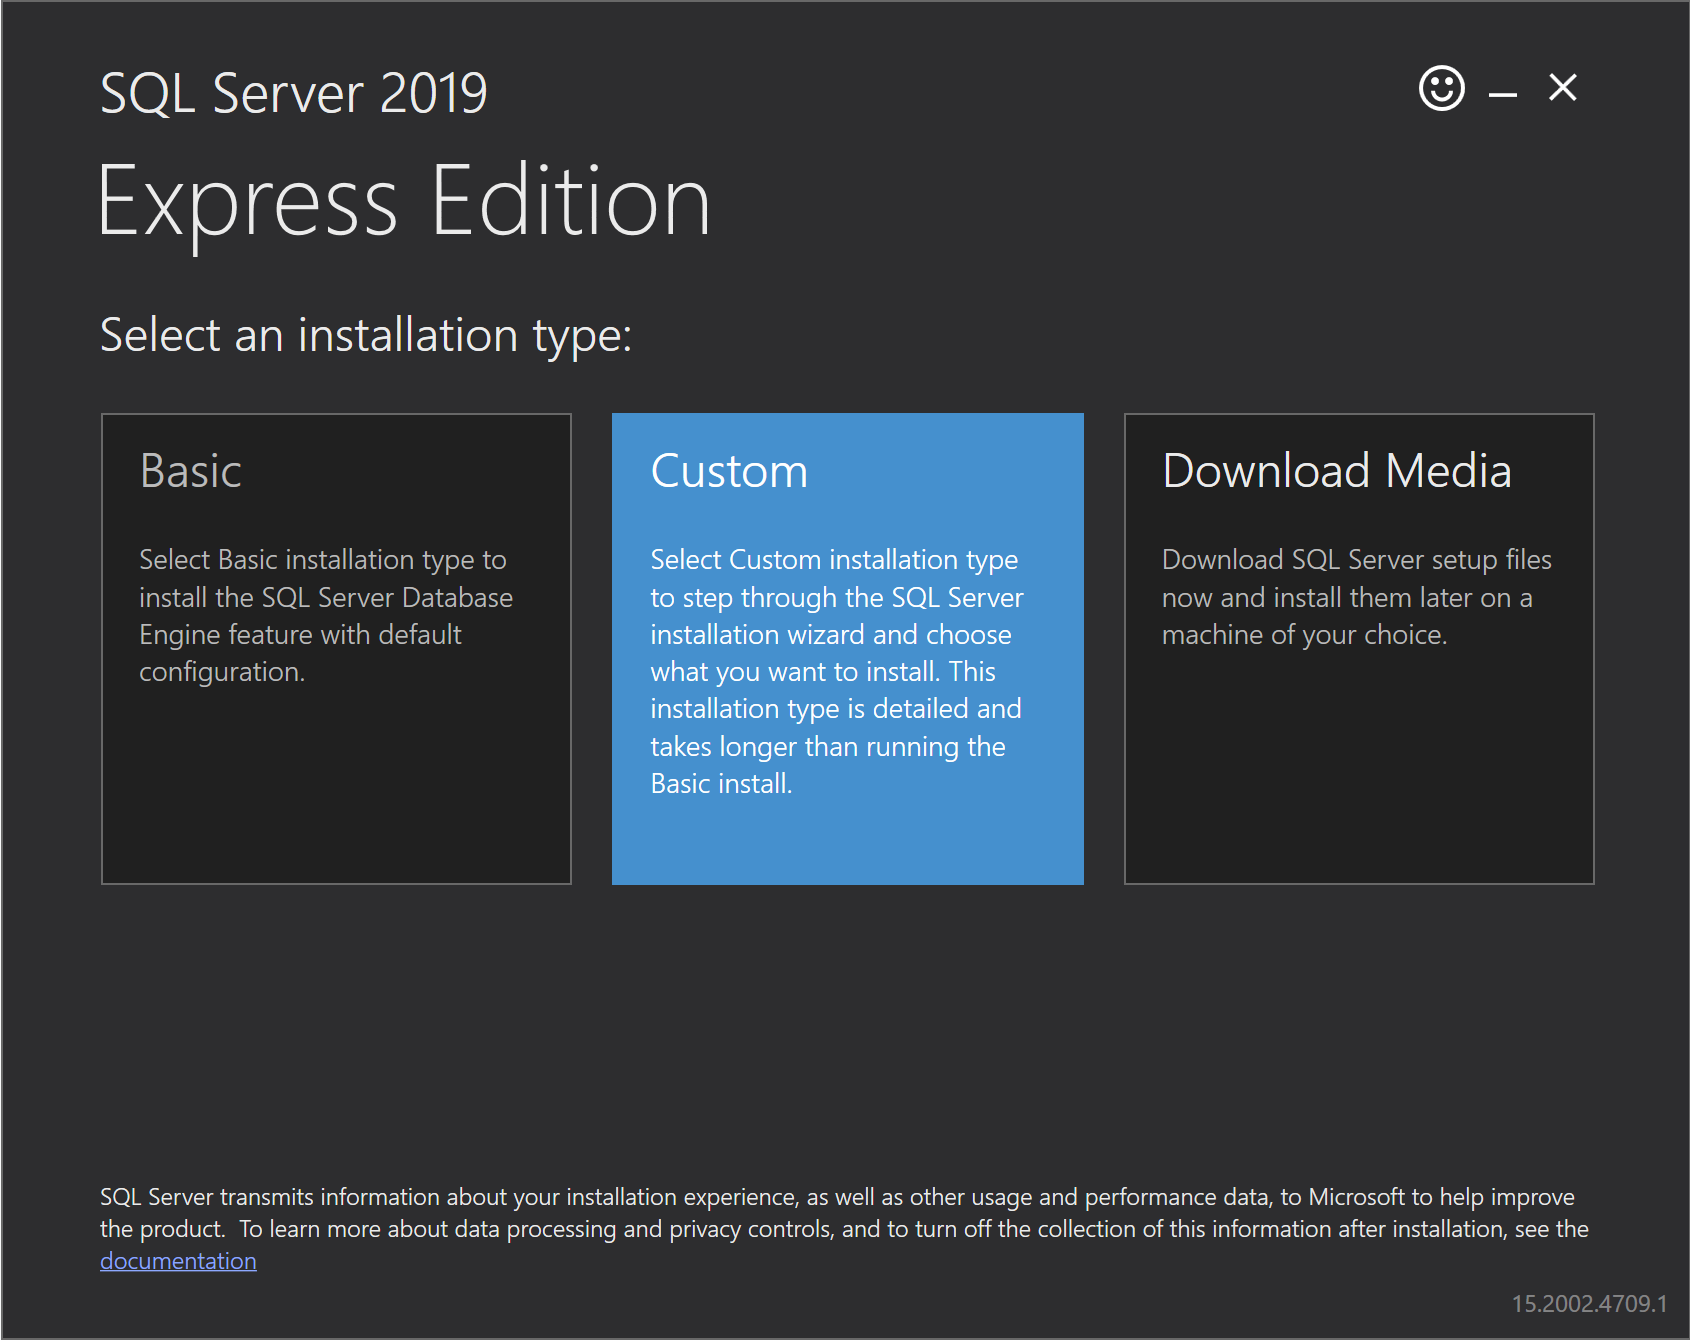 SQL Server 2019
Express Edition
Select an installation type:
Basic
Select Basic installation type to
install the SQL Server Database
Engine feature with default
configuration.
Custom
Select Custom installation type
to step through the SQL Server
installation wizard and choose
what you want to install. This
installation type is detailed and
takes longer than running the
Basic install.
Download Media
Download SQL Server setup files
now and install them later on a
machine of your choice.
SQL Server transmits information about your installation experience, as well as other usage and performance data, to Microsoft to help improve
the product.  To learn more about data processing and privacy controls, and to turn off the collection of this information after installation, see the
documentation
15.2002.4709.1